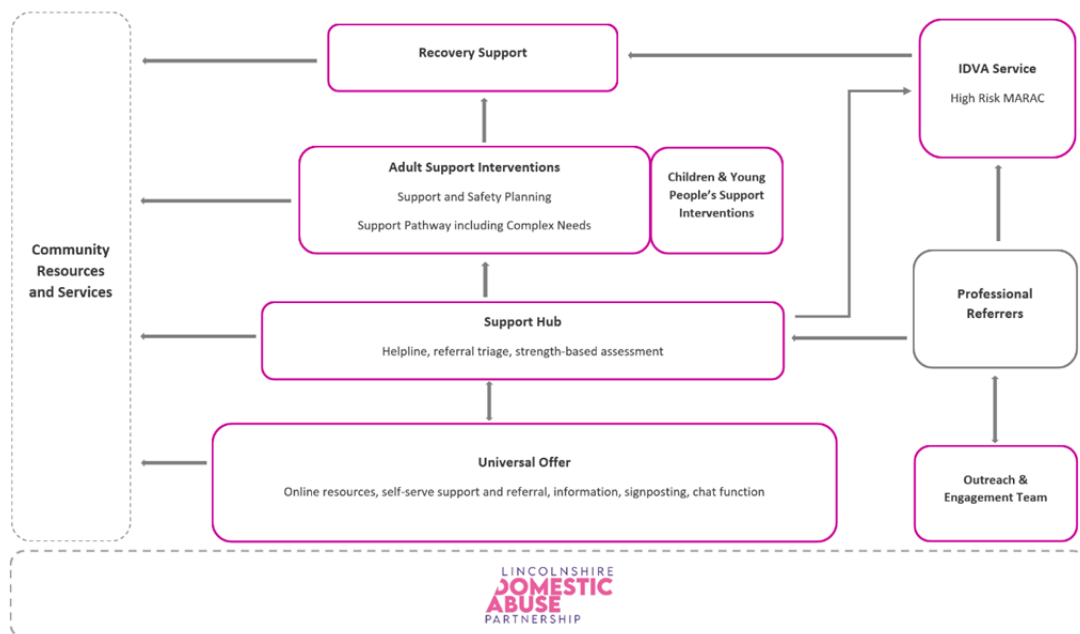 Recovery Support
IDVA Service
High Risk MARAC
Adult Support Interventions
Support and Safety Planning
Support Pathway including Complex Needs
Children & Young
People's Support
Interventions
Community
Resources
and Services
Professional
Referrers
Support Hub
Helpline, referral triage, strength-based assessment
Universal Offer
Online resources, self-serve support and referral, information, signposting, chat function
Outreach &
Engagement Team
LINCOLNSHIRE
DOMESTIC
ABUSE
PARTNERSHIP